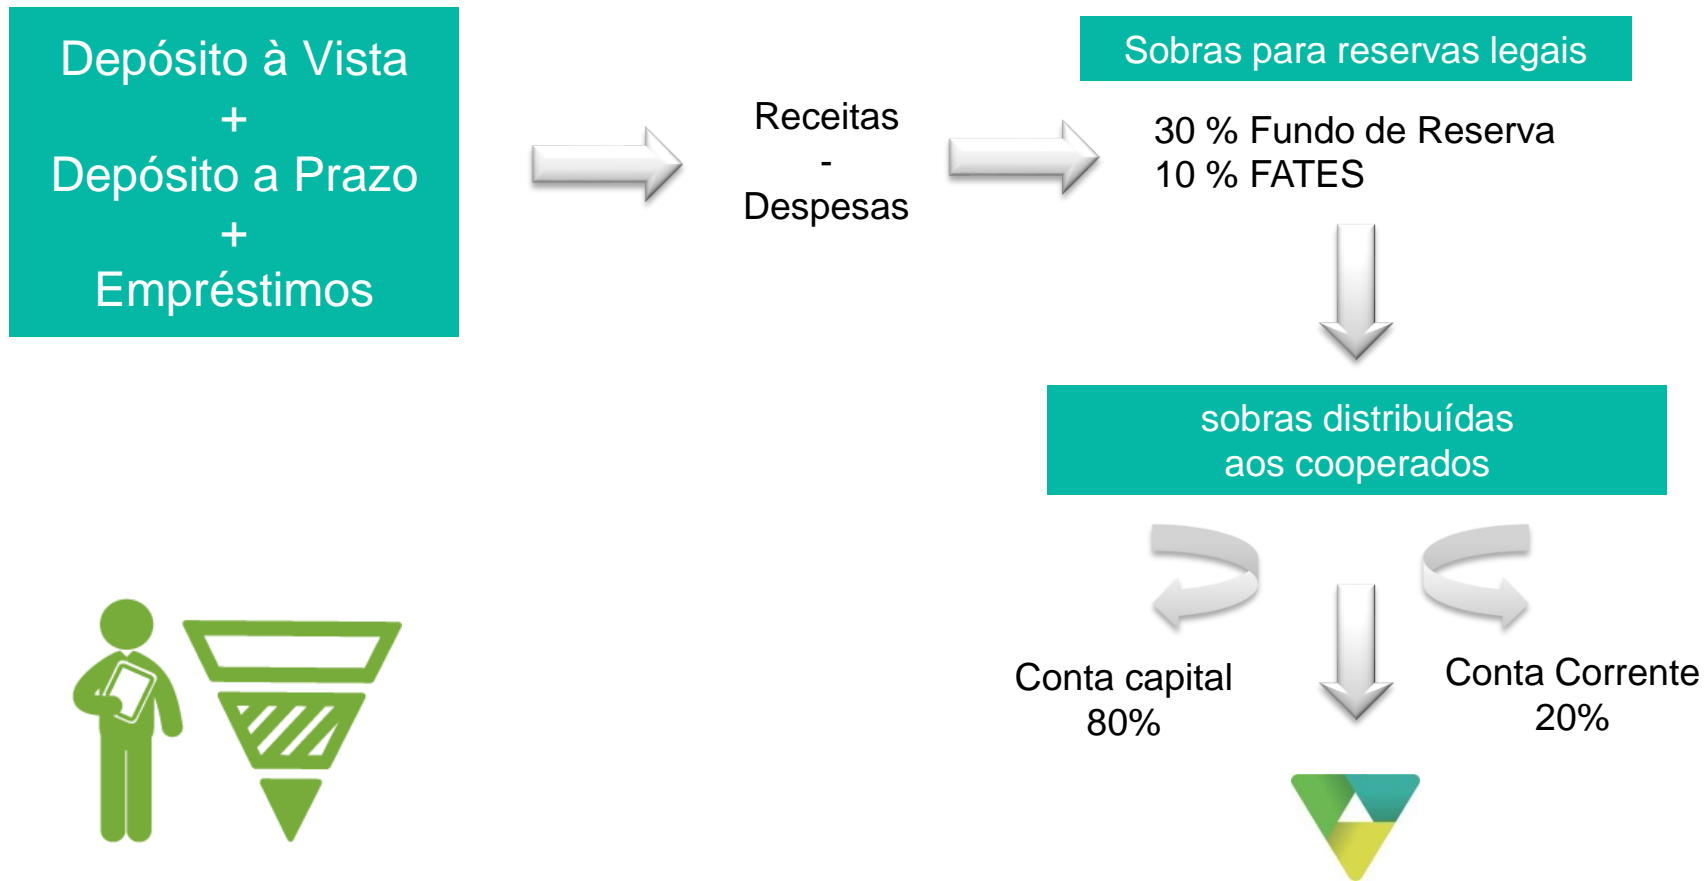 Depósito à Vista
+
Depósito a Prazo
+
Empréstimos
Receitas
-
Despesas
Sobras para reservas legais
30 % Fundo de Reserva
10 % FATES
sobras distribuídas
aos cooperados
Conta capital
80%
Conta Corrente
20%